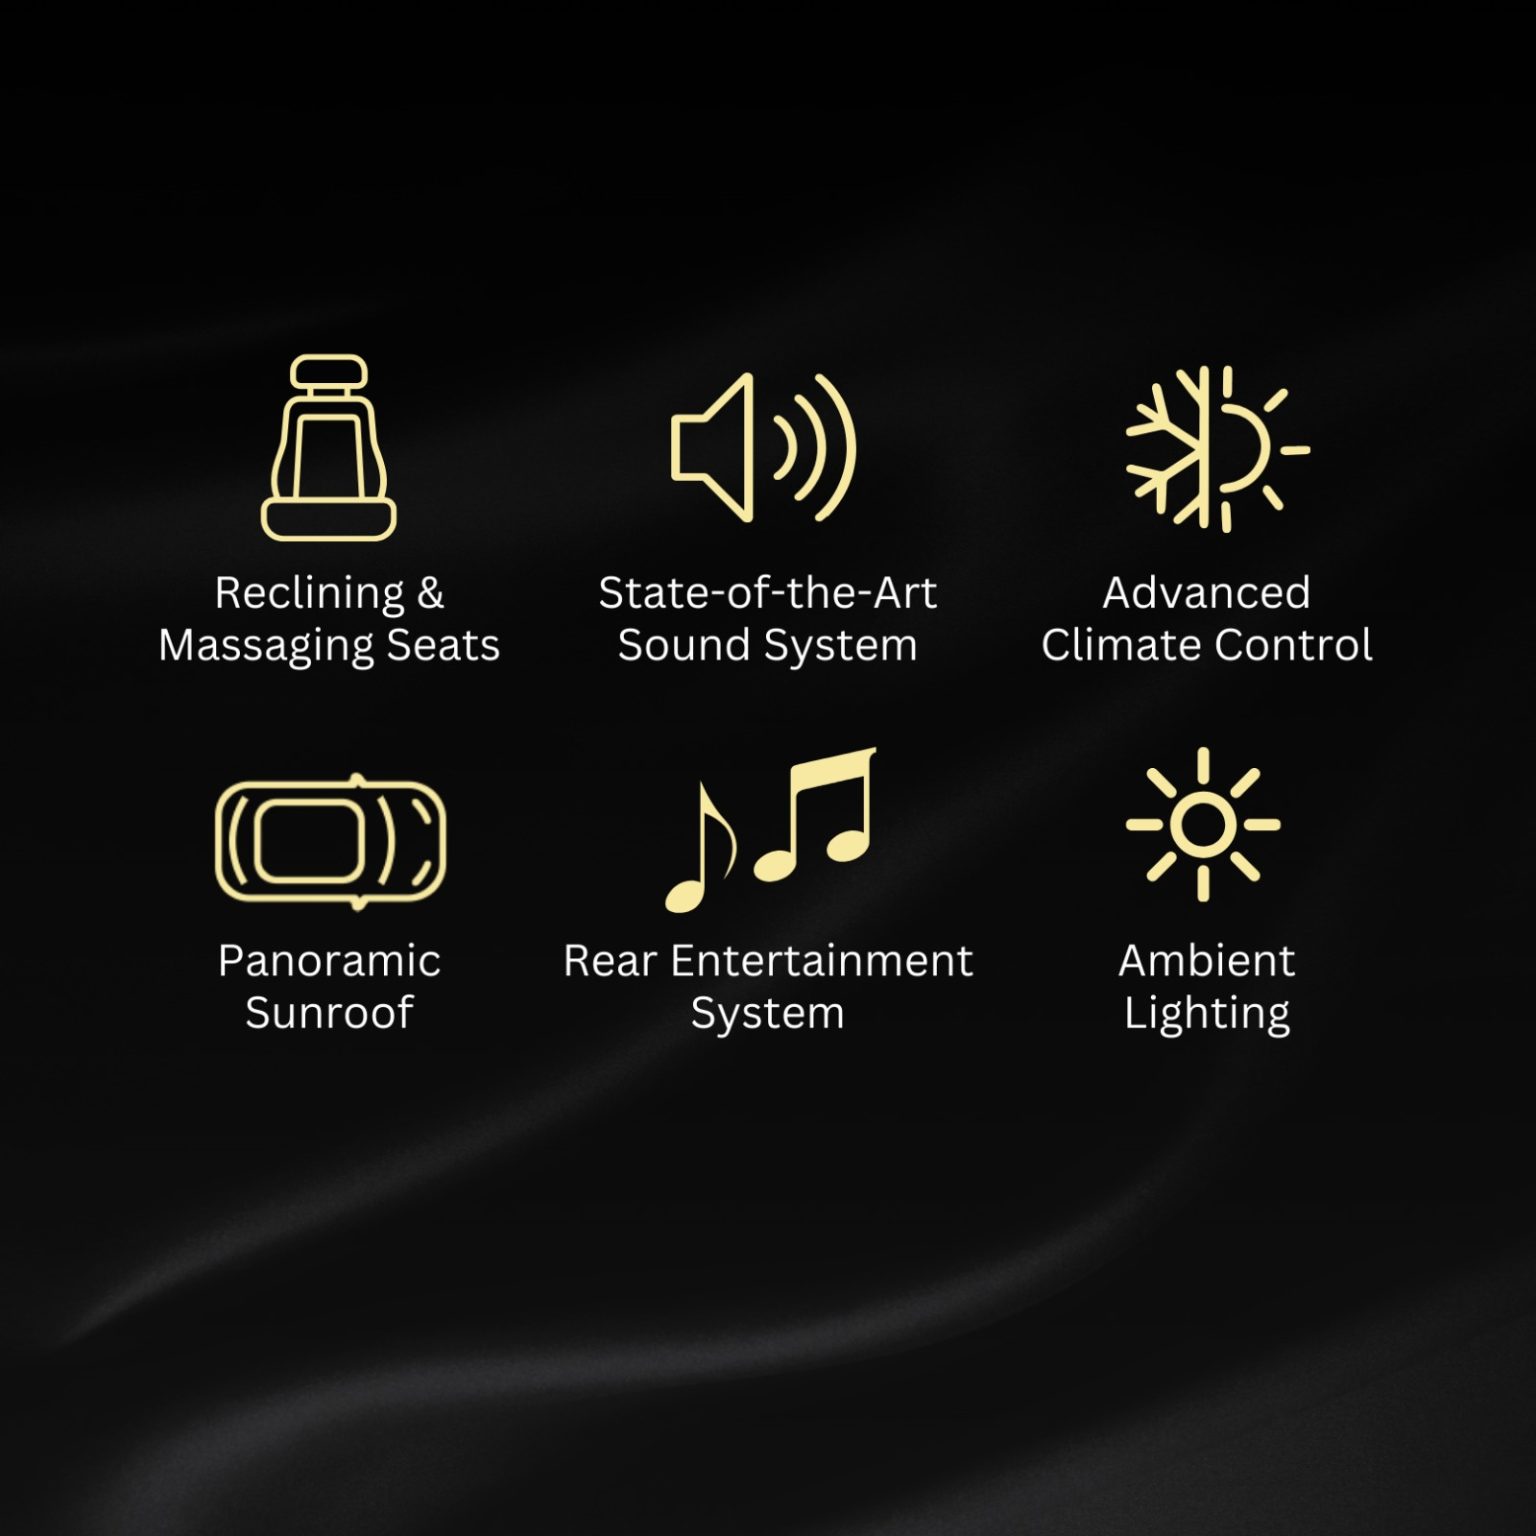 Reclining &
Massaging Seats
State-of-the-Art
Sound System
Advanced
Climate Control
Panoramic
Sunroof
Rear Entertainment
System
Ambient
Lighting